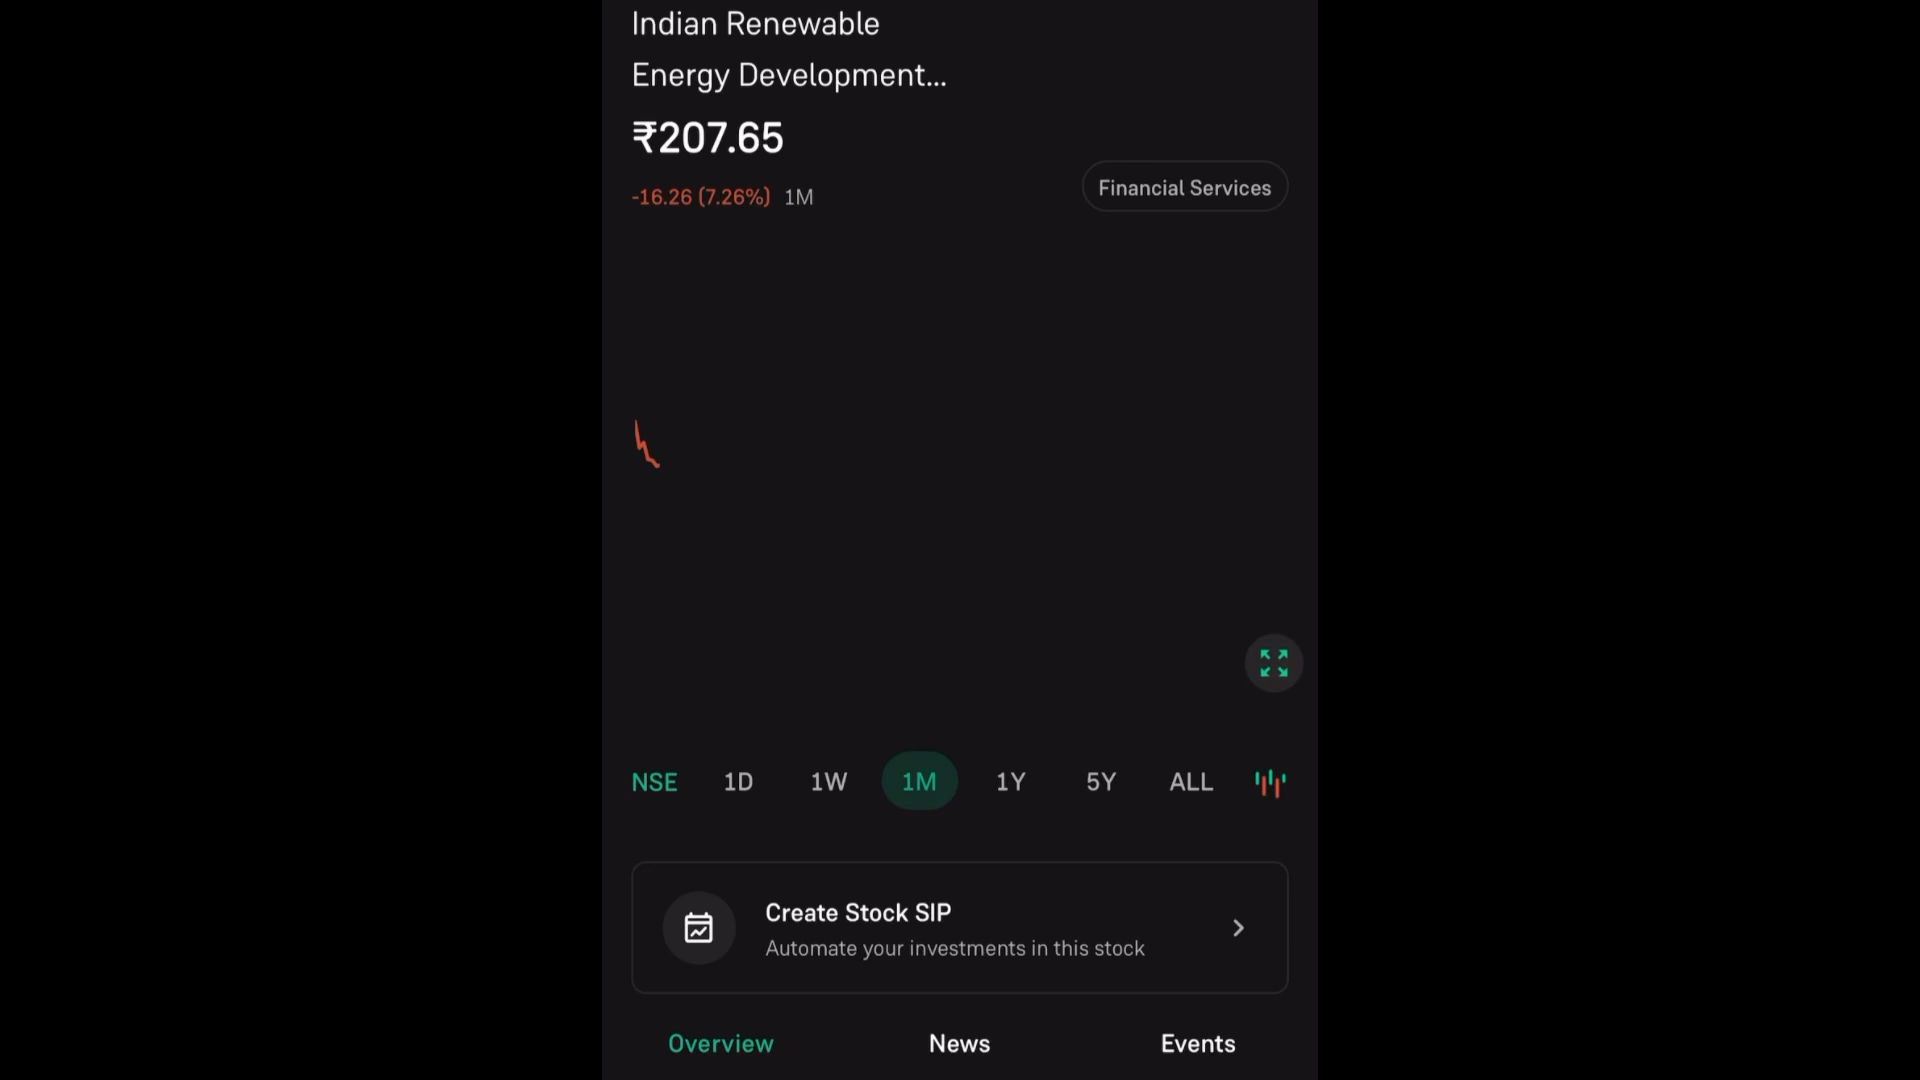 Indian Renewable
Energy Development...
₹207.65
-16.26 (7.26%) 1M
Financial Services
NSE 1D 1W 1M 1Y 5Y ALL
Create Stock SIP
Automate your investments in this stock
Overview News Events